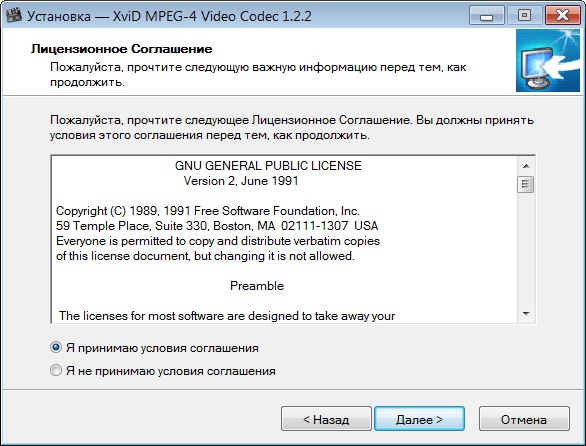 Установка — XviD MPEG-4 Video Codec 1.2.2
Лицензионное Соглашение
Пожалуйста, прочтите следующую важную информацию перед тем, как
продолжить.
Пожалуйста, прочтите следующее Лицензионное Соглашение. Вы должны принять
условия этого соглашения перед тем, как продолжить.
GNU GENERAL PUBLIC LICENSE
Version 2, June 1991
Copyright (C) 1989, 1991 Free Software Foundation, Inc.
59 Temple Place, Suite 330, Boston, MA  02111-1307  USA
Everyone is permitted to copy and distribute verbatim copies
of this license document, but changing it is not allowed.
Preamble
The licenses for most software are designed to take away your
Я принимаю условия соглашения
Я не принимаю условия соглашения
< Назад
Далее >
Отмена